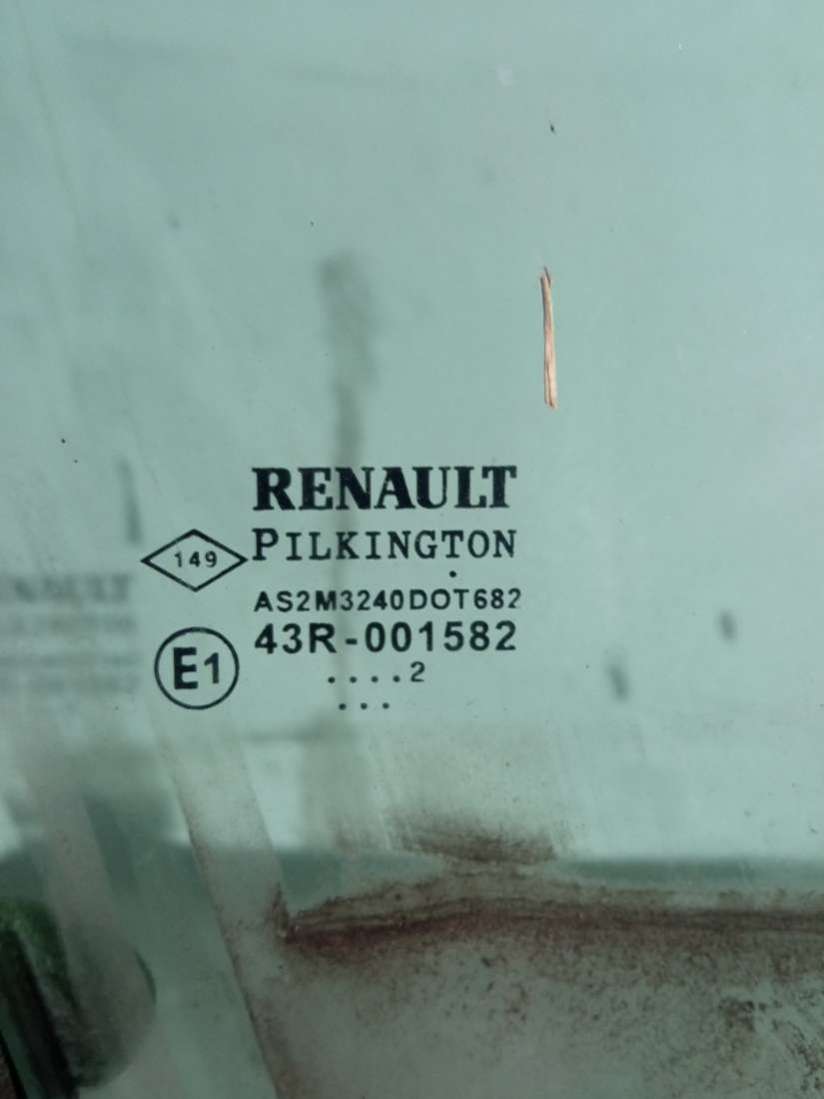 RENAULT
149 PILKINGTON
AS2M3240DOT682
E1 43R-001582
....2
...